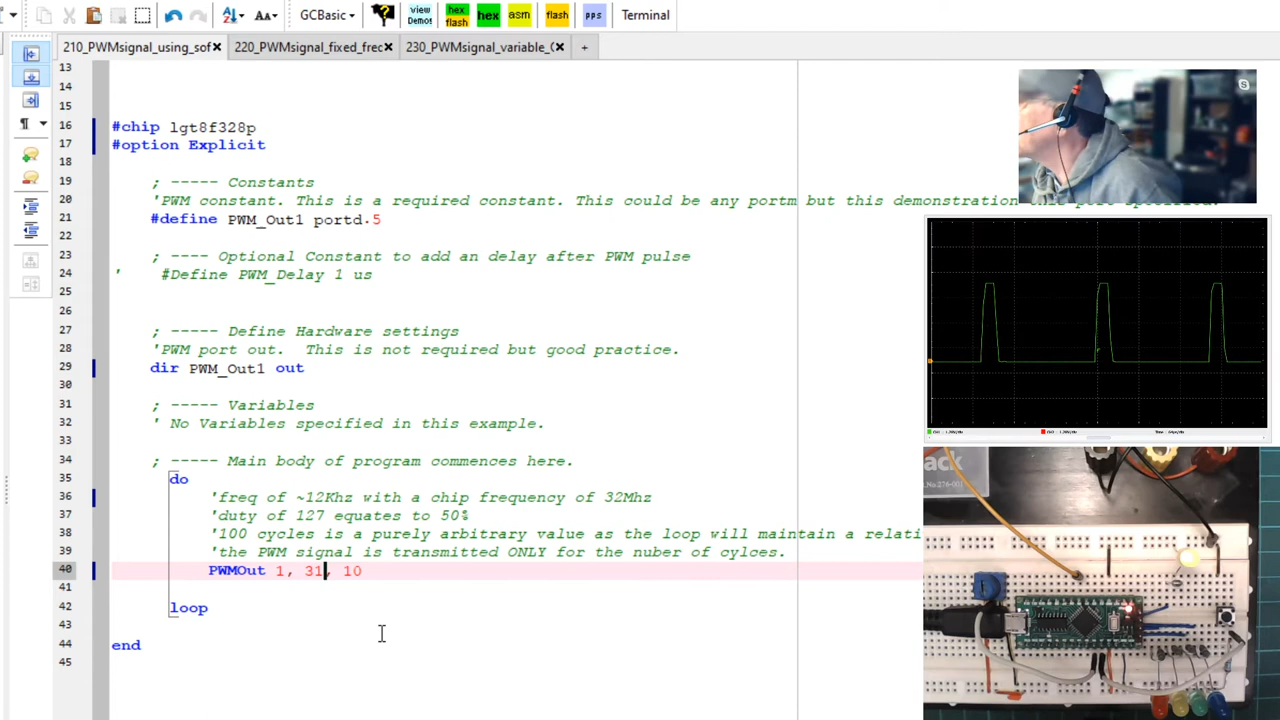 GCBasic
view Demos
hex flash
hex
asm
flash
pps
Terminal
210_PWMsignal_using_sof
220_PWMsignal_fixed_frec
230_PWMsignal_variable_(
+
13
14
15
16 #chip lgt8f328p
17 #option Explicit
18
19 ; ----- Constants
20 'PWM constant. This is a required constant. This could be any portm but this demonstration
21 #define PWM_Out1 portd.5
22
23 ; ---- Optional Constant to add an delay after PWM pulse
24 ' #Define PWM_Delay 1 us
25
26
27 ; ----- Define Hardware settings
28 'PWM port out. This is not required but good practice.
29 dir PWM_Out1 out
30
31 ; ----- Variables
32 ' No Variables specified in this example.
33
34 ; ----- Main body of program commences here.
35 do
36 'freq of ~12Khz with a chip frequency of 32Mhz
37 'duty of 127 equates to 50%
38 '100 cycles is a purely arbitrary value as the loop will maintain a relati
39 'the PWM signal is transmitted ONLY for the nuber of cylces.
40 PWMOut 1, 31, 10
41
42 loop
43
44 end
45